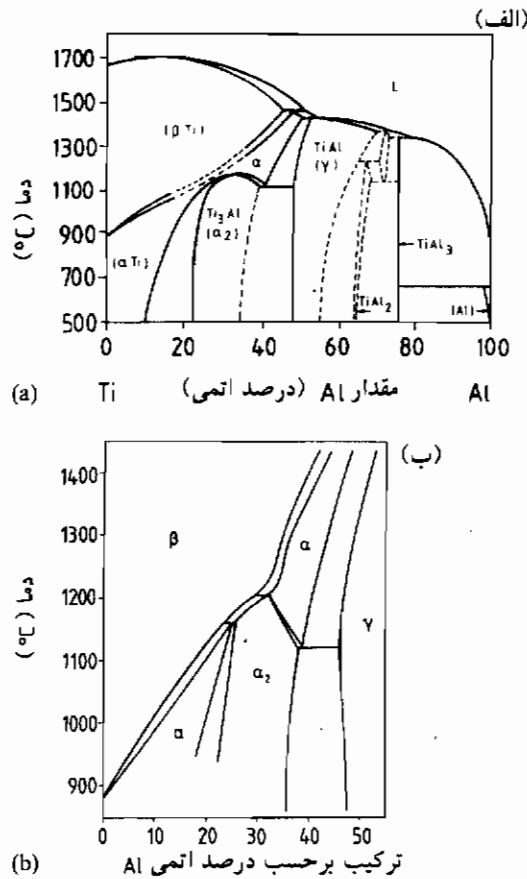 (الف)
1700
1500
1300
1100
900
700
500
دما (°C)
L
(βTi)
α
TiAl
(γ)
Ti₃Al
(α₂)
(αTi)
TiAl₃
TiAl₂
(Al)
0 20 40 60 80 100
(a) Ti مقدار Al (درصد اتمی) Al
(ب)
1400
1300
1200
1100
1000
900
دما (°C)
β
α
γ
α₂
α
0 10 20 30 40 50
(b) ترکیب برحسب درصد اتمی Al